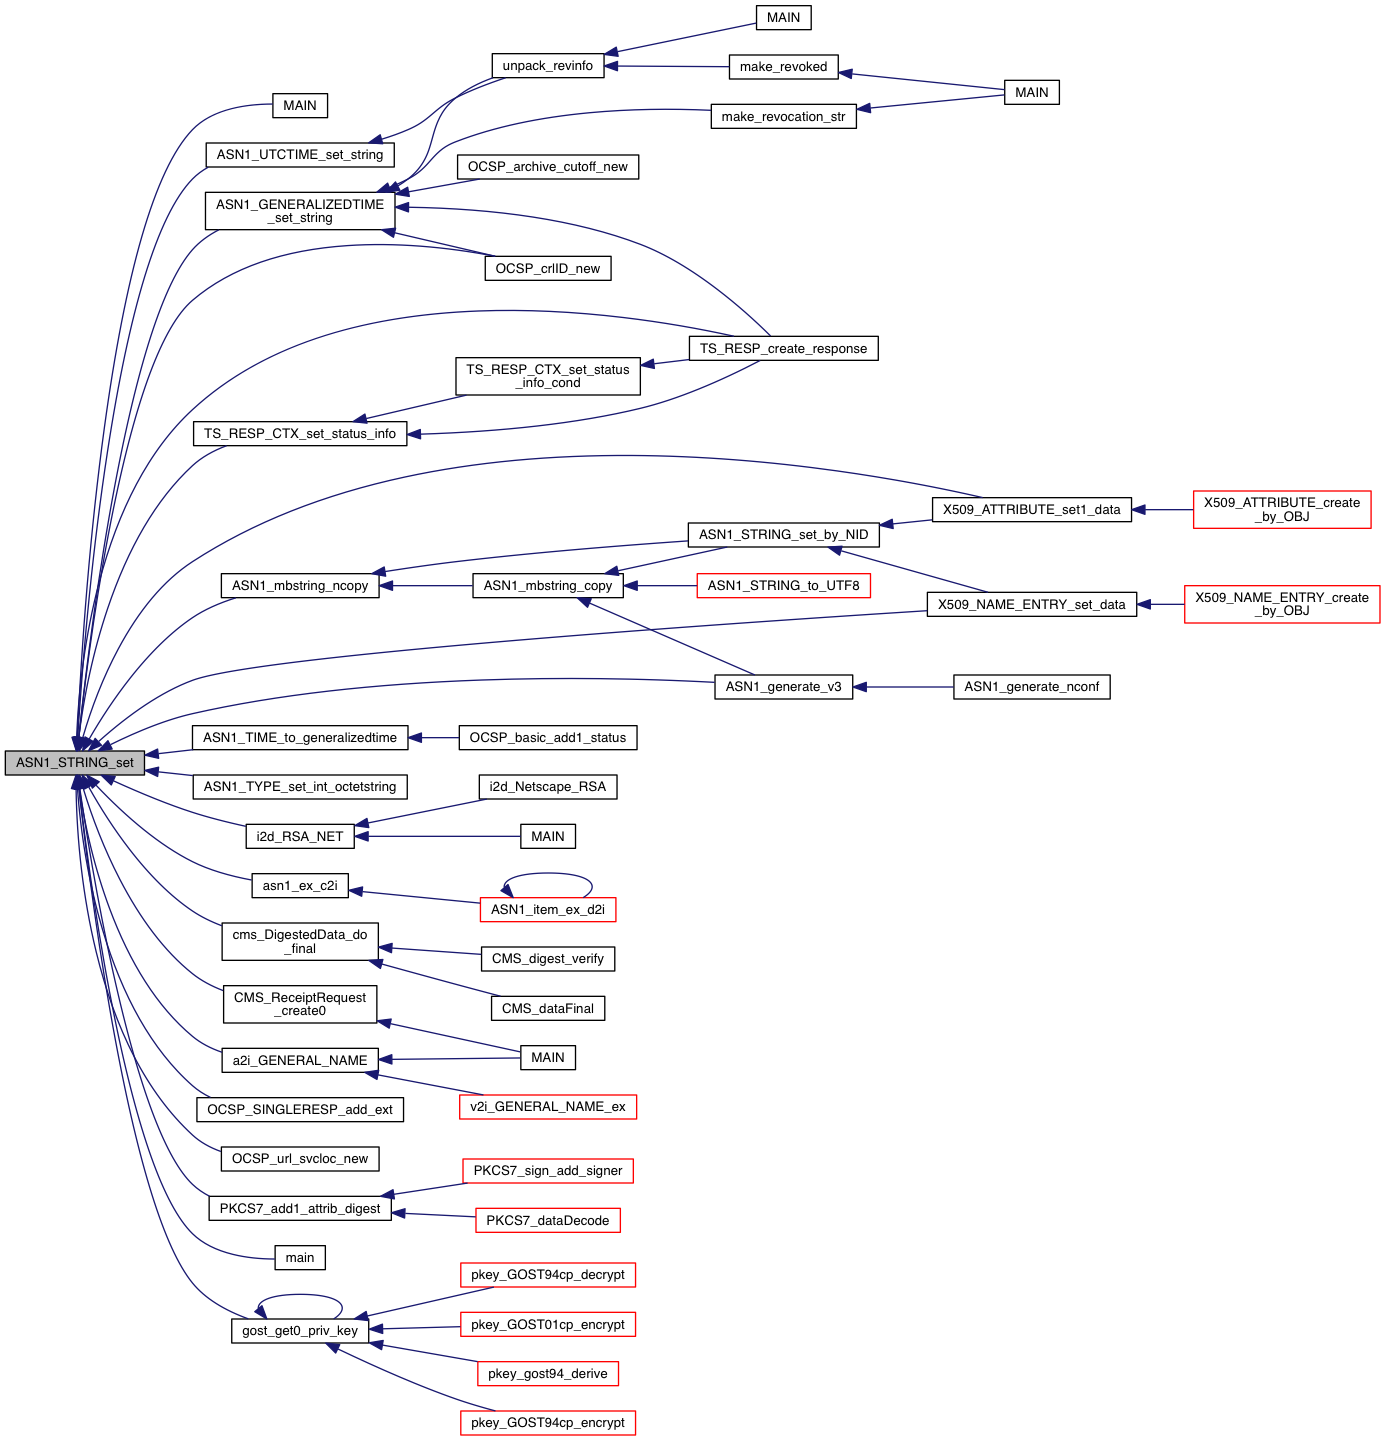 MAIN
unpack_revinfo
make_revoked
MAIN
MAIN
make_revocation_str
ASN1_UTCTIME_set_string
OCSP_archive_cutoff_new
ASN1_GENERALIZEDTIME
_set_string
OCSP_crlID_new
TS_RESP_create_response
TS_RESP_CTX_set_status
_info_cond
TS_RESP_CTX_set_status_info
X509_ATTRIBUTE_set1_data
X509_ATTRIBUTE_create
_by_OBJ
ASN1_STRING_set_by_NID
ASN1_mbstring_ncopy
ASN1_mbstring_copy
ASN1_STRING_to_UTF8
X509_NAME_ENTRY_set_data
X509_NAME_ENTRY_create
_by_OBJ
ASN1_generate_v3
ASN1_generate_nconf
ASN1_TIME_to_generalizedtime
OCSP_basic_add1_status
ASN1_STRING_set
ASN1_TYPE_set_int_octetstring
i2d_Netscape_RSA
i2d_RSA_NET
MAIN
asn1_ex_c2i
ASN1_item_ex_d2i
cms_DigestedData_do
_final
CMS_digest_verify
CMS_ReceiptRequest
_create0
CMS_dataFinal
a2i_GENERAL_NAME
MAIN
OCSP_SINGLERESP_add_ext
v2i_GENERAL_NAME_ex
OCSP_url_svcloc_new
PKCS7_sign_add_signer
PKCS7_add1_attrib_digest
PKCS7_dataDecode
main
pkey_GOST94cp_decrypt
gost_get0_priv_key
pkey_GOST01cp_encrypt
pkey_gost94_derive
pkey_GOST94cp_encrypt